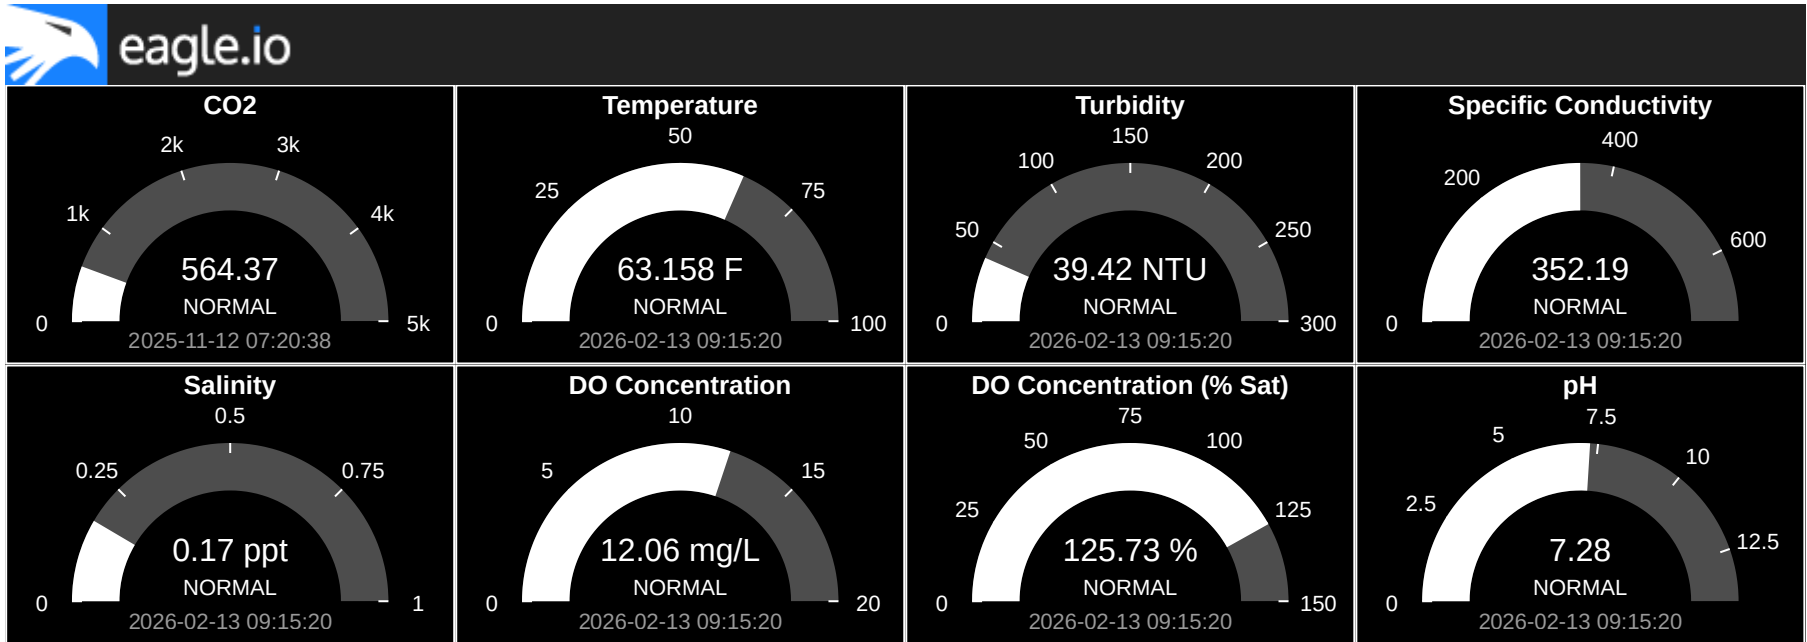 eagle.io
CO2
0
1k
2k
3k
4k
5k
564.37
NORMAL
2025-11-12 07:20:38
Temperature
0
25
50
75
100
63.158 F
NORMAL
2026-02-13 09:15:20
Turbidity
0
50
100
150
200
250
300
39.42 NTU
NORMAL
2026-02-13 09:15:20
Specific Conductivity
0
200
400
600
352.19
NORMAL
2026-02-13 09:15:20
Salinity
0
0.25
0.5
0.75
1
0.17 ppt
NORMAL
2026-02-13 09:15:20
DO Concentration
0
5
10
15
20
12.06 mg/L
NORMAL
2026-02-13 09:15:20
DO Concentration (% Sat)
0
25
50
75
100
125
150
125.73 %
NORMAL
2026-02-13 09:15:20
pH
0
2.5
5
7.5
10
12.5
7.28
NORMAL
2026-02-13 09:15:20